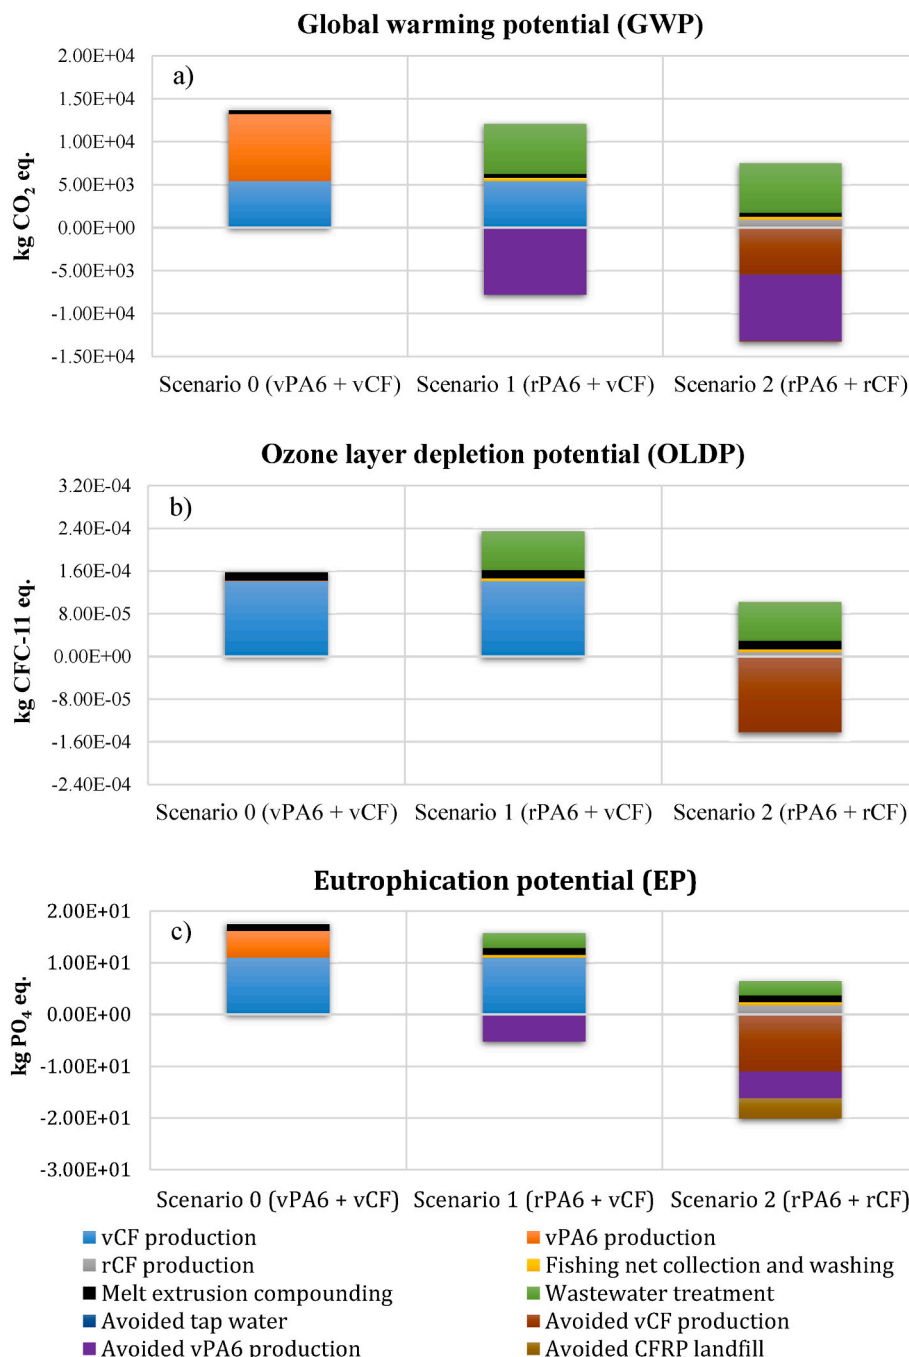 Global warming potential (GWP)
a)
kg CO₂ eq.
2.00E+04
1.50E+04
1.00E+04
5.00E+03
0.00E+00
-5.00E+03
-1.00E+04
-1.50E+04
Scenario 0 (vPA6 + vCF) Scenario 1 (rPA6 + vCF) Scenario 2 (rPA6 + rCF)
Ozone layer depletion potential (OLDP)
b)
kg CFC-11 eq.
3.20E-04
2.40E-04
1.60E-04
8.00E-05
0.00E+00
-8.00E-05
-1.60E-04
-2.40E-04
Scenario 0 (vPA6 + vCF) Scenario 1 (rPA6 + vCF) Scenario 2 (rPA6 + rCF)
Eutrophication potential (EP)
c)
kg PO₄ eq.
2.00E+01
1.00E+01
0.00E+00
-1.00E+01
-2.00E+01
-3.00E+01
Scenario 0 (vPA6 + vCF) Scenario 1 (rPA6 + vCF) Scenario 2 (rPA6 + rCF)
vCF production vPA6 production
rCF production Fishing net collection and washing
Melt extrusion compounding Wastewater treatment
Avoided tap water Avoided vCF production
Avoided vPA6 production Avoided CFRP landfill